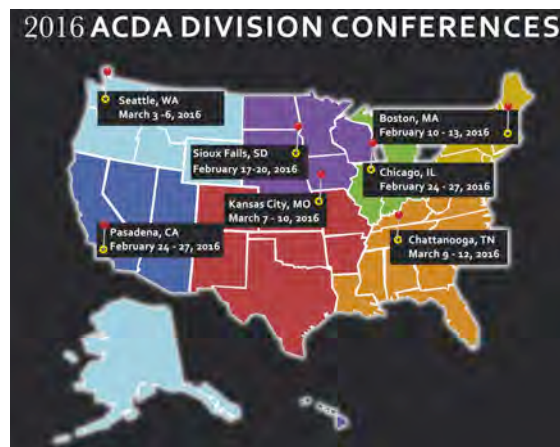 2016 ACDA DIVISION CONFERENCES
Seattle, WA
March 3 -6, 2016
Boston, MA
February 10 - 13, 2016
Sioux Falls, SD
February 17-20, 2016
Chicago, IL
February 24 - 27, 2016
Kansas City, MO
March 7 - 10, 2016
Pasadena, CA
February 24 - 27, 2016
Chattanooga, TN
March 9 - 12, 2016